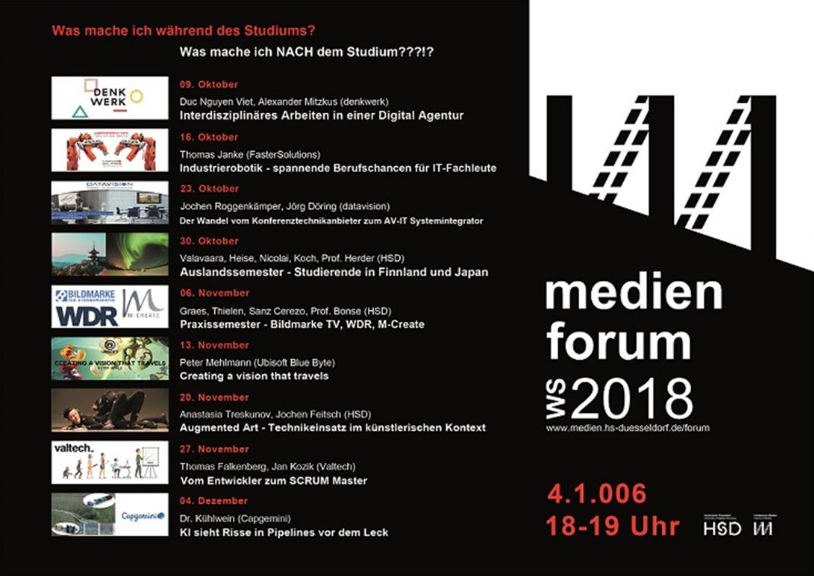 Was mache ich während des Studiums?
Was mache ich NACH dem Studium???!?
DENK
WERK
09. Oktober
Duc Nguyen Viet, Alexander Mitzkus (denkwerk)
Interdisziplinäres Arbeiten in einer Digital Agentur
16. Oktober
Thomas Janke (FasterSolutions)
Industrierobotik - spannende Berufschancen für IT-Fachleute
DATAVISION
23. Oktober
Jochen Roggenkämper, Jörg Döring (datavision)
Der Wandel vom Konferenztechnikanbieter zum AV-IT Systemintegrator
30. Oktober
Valavaara, Heise, Nicolai, Koch, Prof. Herder (HSD)
Auslandssemester - Studierende in Finnland und Japan
BILDMARKE
WDR
M-CREATE
06. November
Graes, Thielen, Sanz Cerezo, Prof. Bonse (HSD)
Praxissemester - Bildmarke TV, WDR, M-Create
CREATING A VISION THAT TRAVELS
13. November
Peter Mehlmann (Ubisoft Blue Byte)
Creating a vision that travels
20. November
Anastasia Treskunov, Jochen Feitsch (HSD)
Augmented Art - Technikeinsatz im künstlerischen Kontext
valtech.
27. November
Thomas Falkenberg, Jan Kozik (Valtech)
Vom Entwickler zum SCRUM Master
Capgemini
04. Dezember
Dr. Kühlwein (Capgemini)
KI sieht Risse in Pipelines vor dem Leck
medien
forum
WS 2018
www.medien.hs-duesseldorf.de/forum
4.1.006
18-19 Uhr
HSD